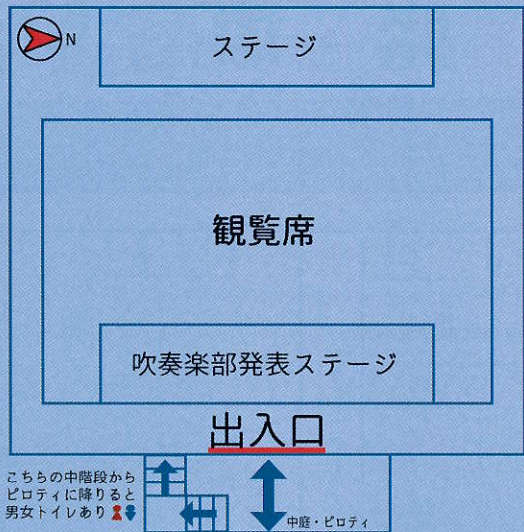 N
ステージ
観覧席
吹奏楽部発表ステージ
出入口
こちらの中階段から
ピロティに降りると
男女トイレあり
中庭・ピロティ